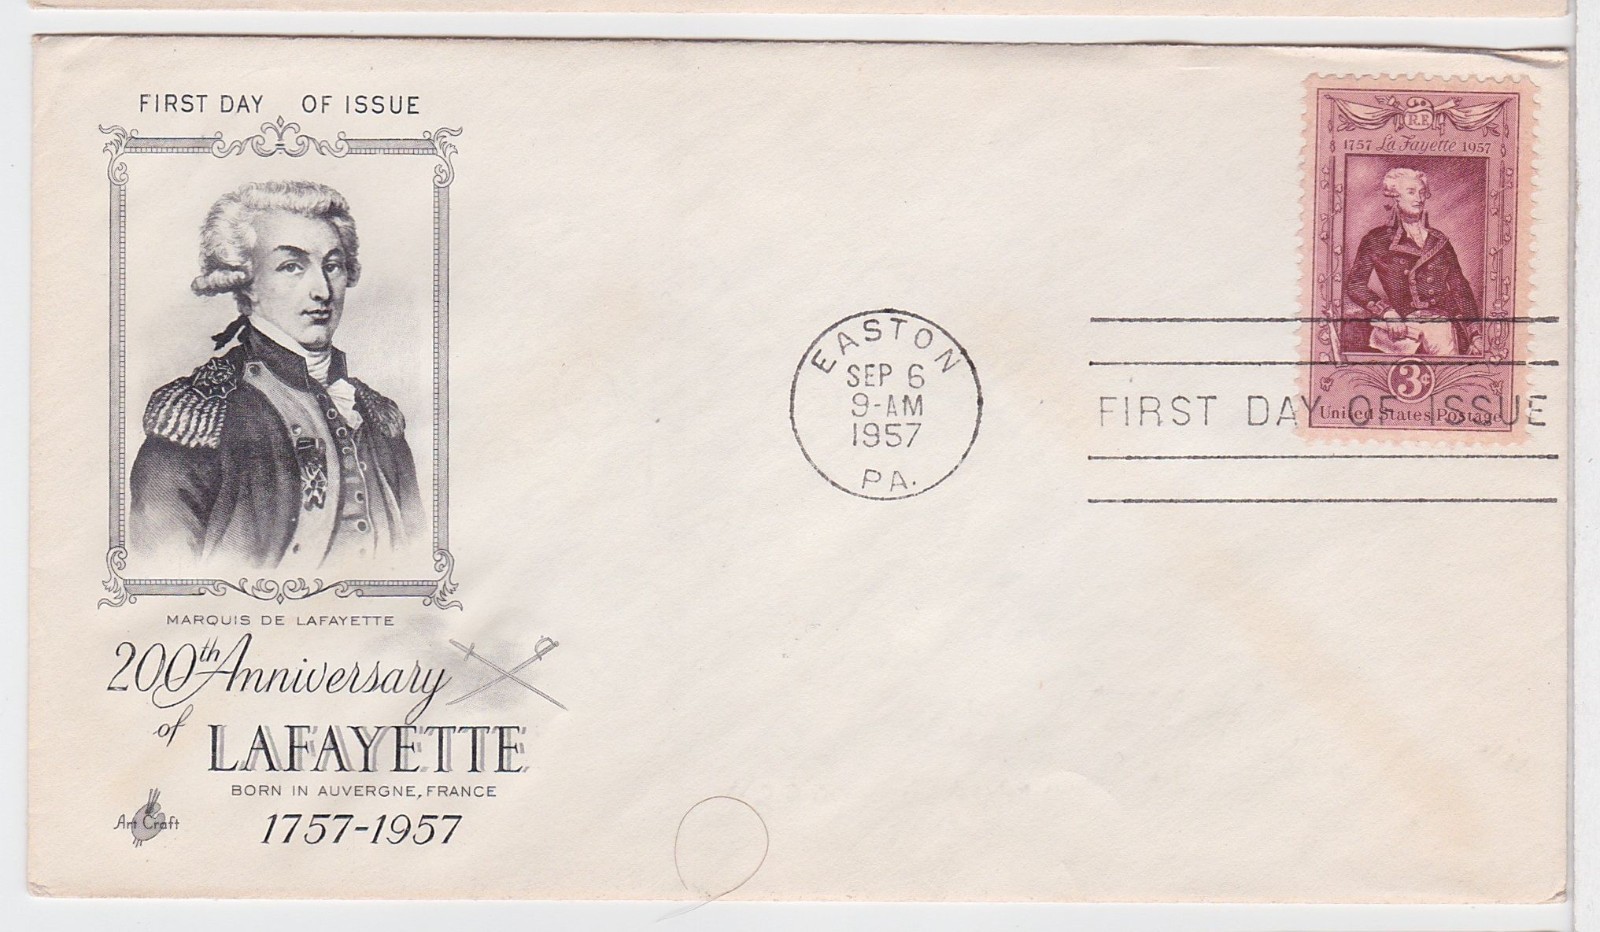 FIRST DAY OF ISSUE
MARQUIS DE LAFAYETTE
200th Anniversary
of LAFAYETTE
BORN IN AUVERGNE, FRANCE
1757-1957
Art Craft
EASTON
SEP 6
9-AM
1957
PA.
R.F.
1757 La Fayette 1957
3¢
United States Postage
FIRST DAY OF ISSUE